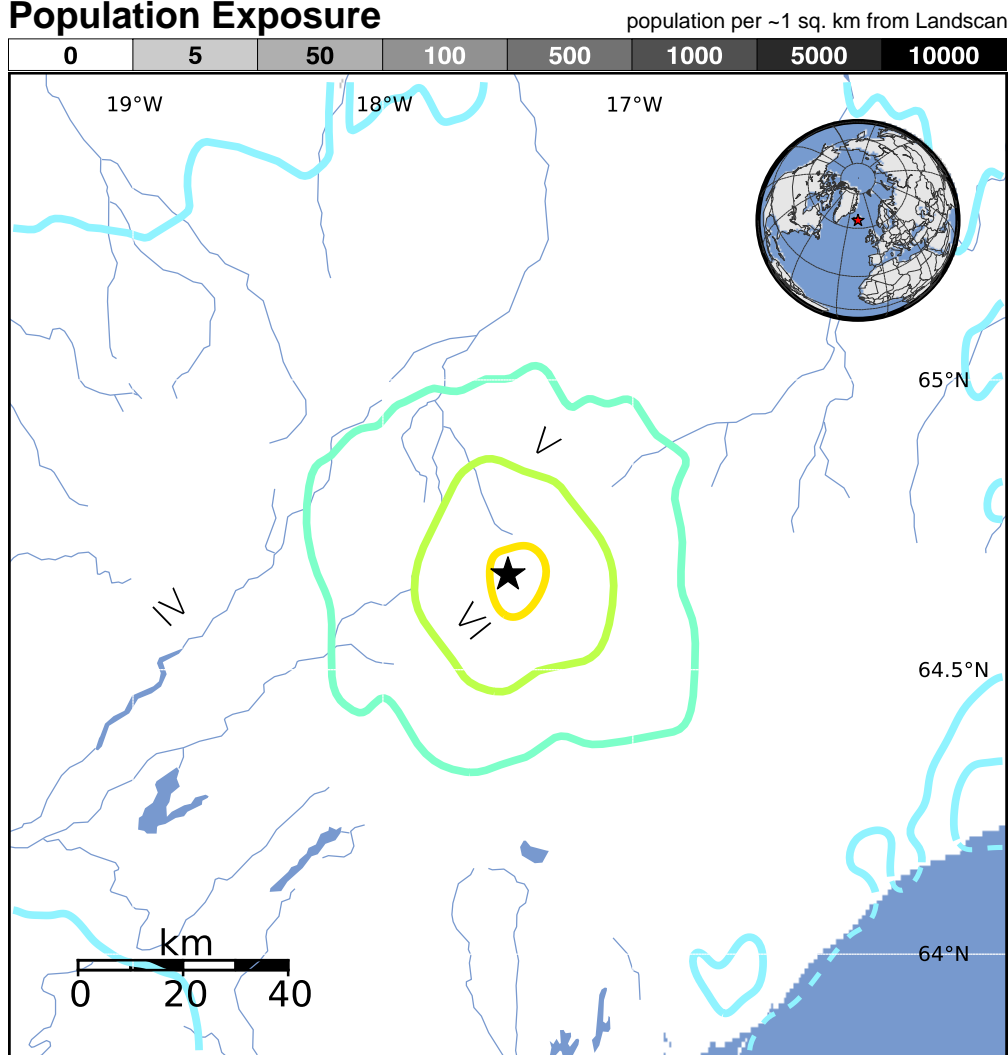 Population Exposure
population per ~1 sq. km from Landscan
0 5 50 100 500 1000 5000 10000
19°W 18°W 17°W
65°N
V
IV
VI
64.5°N
km
0 20 40
64°N